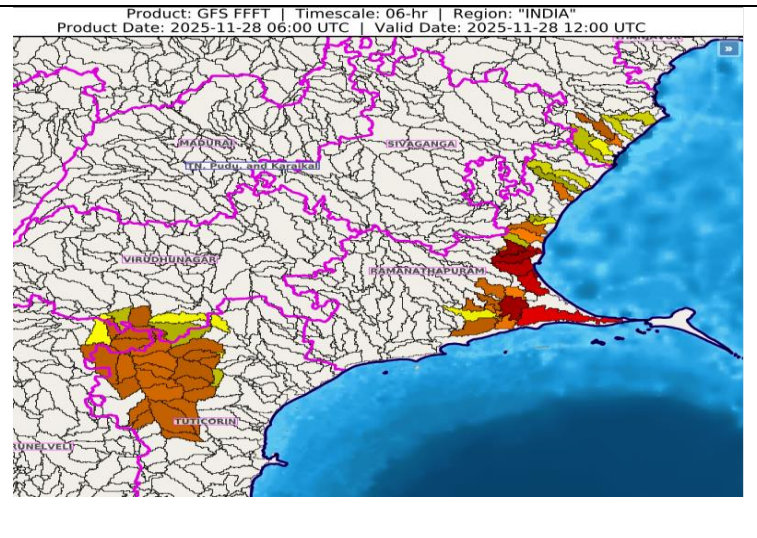 Product: GFS FFFT | Timescale: 06-hr | Region: "INDIA"
Product Date: 2025-11-28 06:00 UTC | Valid Date: 2025-11-28 12:00 UTC
»
MADURAI
SIVAGANGA
TN. Pudu. and Karaikal
VIRUDHUNAGAR
RAMANATHAPURAM
TUTICORIN
RUNELVELI